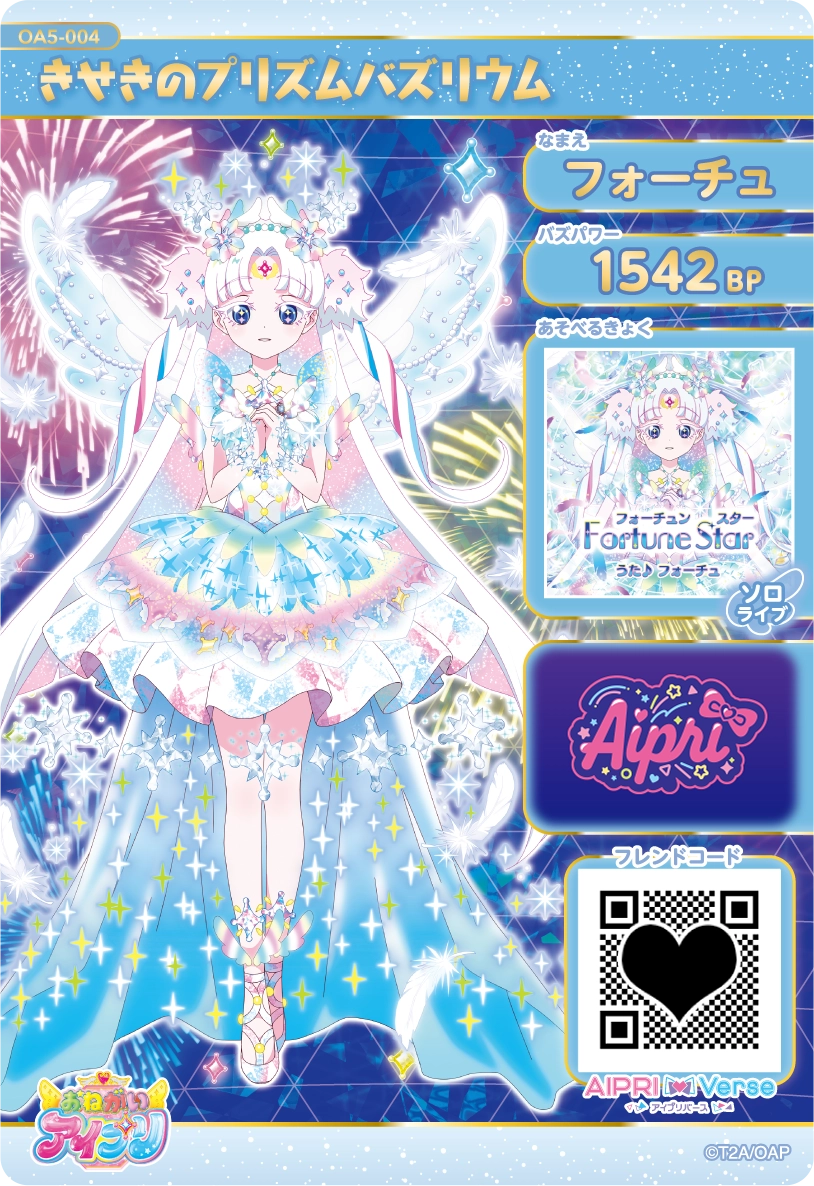 OA5-004
きせきのプリズムバズリウム
なまえ
フォーチュ
バズパワー
1542 BP
あそべるきょく
フォーチュン スター
Fortune Star
うた♪ フォーチュ
ソロ
ライブ
Aipri
フレンドコード
AIPRI Verse
アイプリバース
おねがい
アイプリ
©T2A/OAP